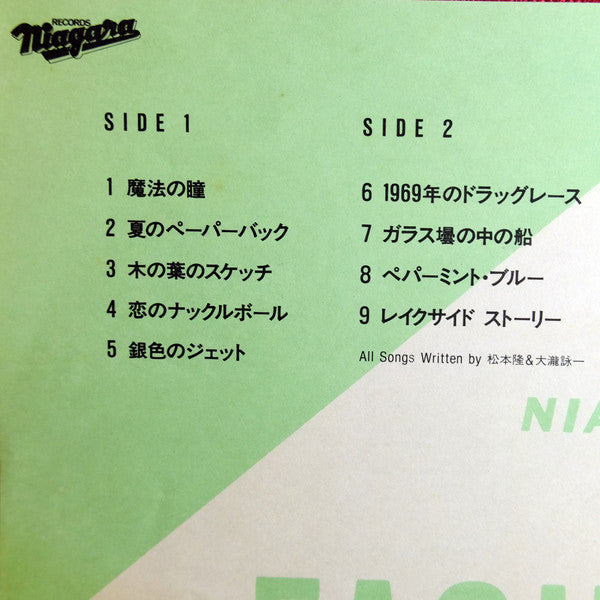 RECORDS
Niagara
SIDE 1
1 魔法の瞳
2 夏のペーパーバック
3 木の葉のスケッチ
4 恋のナックルボール
5 銀色のジェット
SIDE 2
6 1969年のドラッグレース
7 ガラス壜の中の船
8 ペパーミント・ブルー
9 レイクサイド ストーリー
All Songs Written by 松本隆&大瀧詠一
NIA